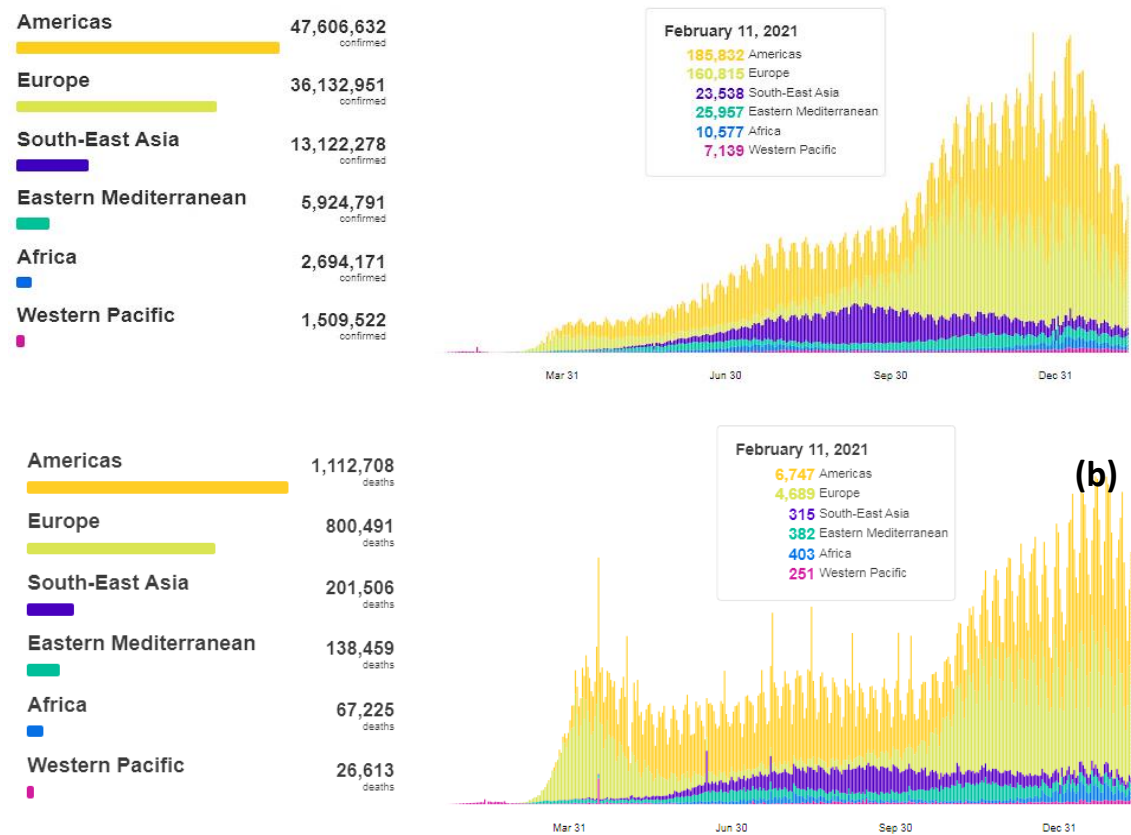 Americas
47,606,632
confirmed
Europe
36,132,951
confirmed
South-East Asia
13,122,278
confirmed
Eastern Mediterranean
5,924,791
confirmed
Africa
2,694,171
confirmed
Western Pacific
1,509,522
confirmed
February 11, 2021
185,832 Americas
160,815 Europe
23,538 South-East Asia
25,957 Eastern Mediterranean
10,577 Africa
7,139 Western Pacific
Mar 31 Jun 30 Sep 30 Dec 31
Americas
1,112,708
deaths
Europe
800,491
deaths
South-East Asia
201,506
deaths
Eastern Mediterranean
138,459
deaths
Africa
67,225
deaths
Western Pacific
26,613
deaths
February 11, 2021
6,747 Americas
4,689 Europe
315 South-East Asia
382 Eastern Mediterranean
403 Africa
251 Western Pacific
(b)
Mar 31 Jun 30 Sep 30 Dec 31